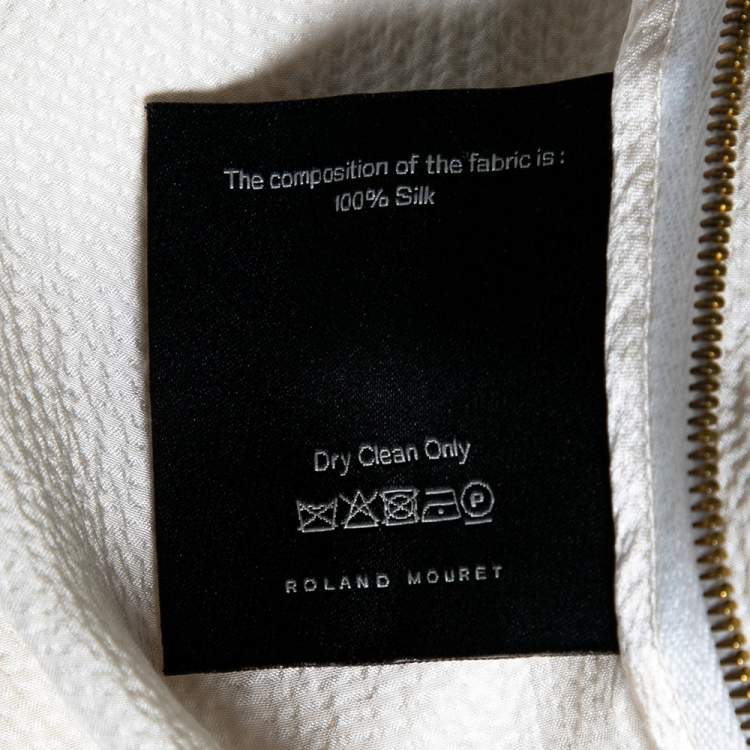 The composition of the fabric is :
100% Silk
Dry Clean Only
P
ROLAND MOURET